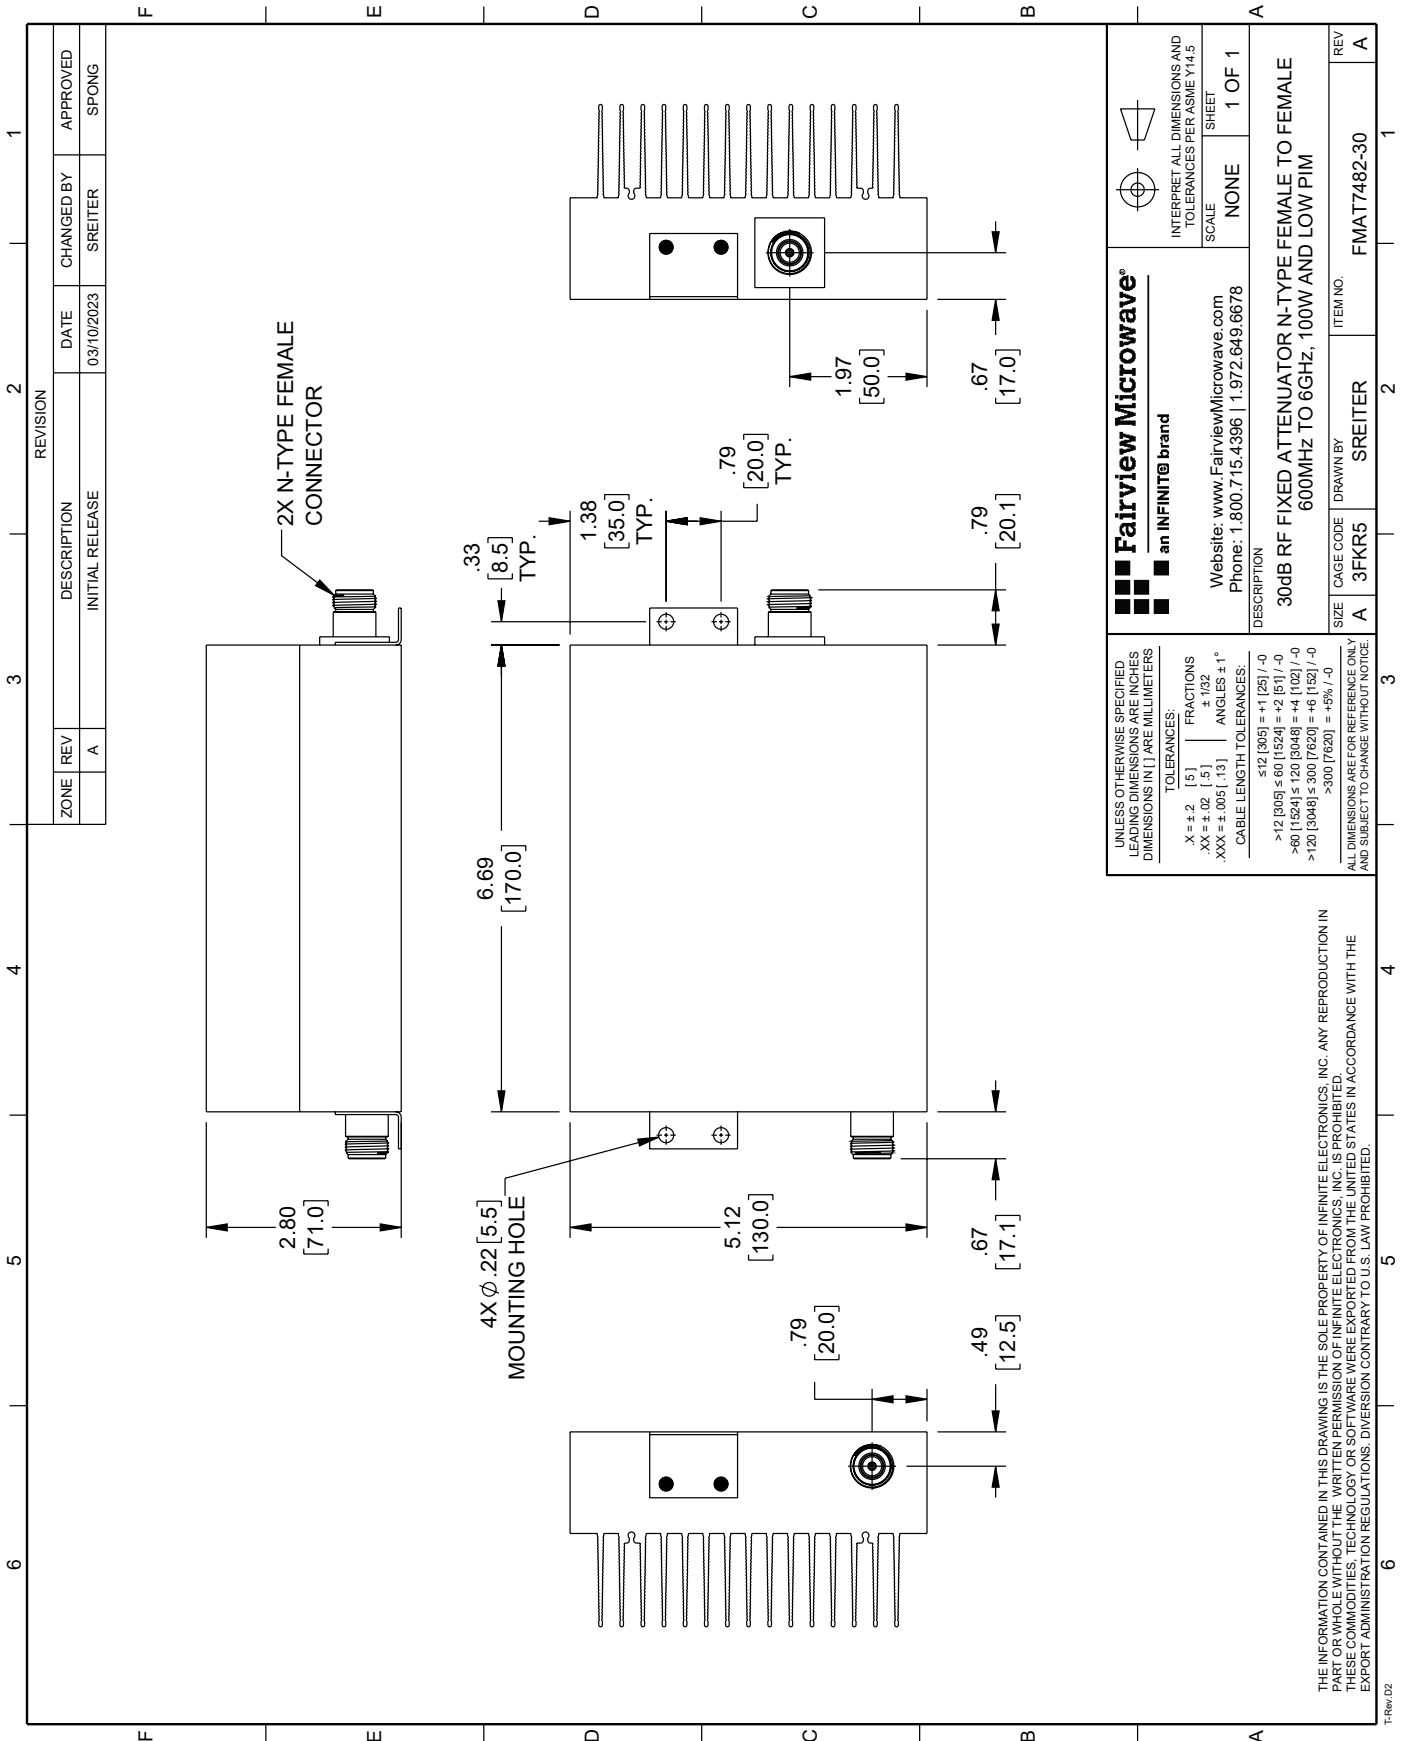 6
5
4
3
2
1
F
E
D
C
B
A
REVISION
ZONE REV DESCRIPTION DATE CHANGED BY APPROVED
A INITIAL RELEASE 03/10/2023 SREITER SPONG
2X N-TYPE FEMALE
CONNECTOR
2.80
[71.0]
4X Ø .22 [5.5]
MOUNTING HOLE
6.69
[170.0]
.33
[8.5]
TYP.
1.38
[35.0]
TYP.
.79
[20.0]
TYP.
5.12
[130.0]
.79
[20.0]
.49
[12.5]
.67
[17.1]
.79
[20.1]
1.97
[50.0]
.67
[17.0]
UNLESS OTHERWISE SPECIFIED
LEADING DIMENSIONS ARE INCHES
DIMENSIONS IN [ ] ARE MILLIMETERS
TOLERANCES:
.X = ± .2 [5] FRACTIONS
.XX = ± .02 [.5] ± 1/32
.XXX = ± .005 [.13] ANGLES ± 1°
CABLE LENGTH TOLERANCES:
≤12 [305] = +1 [25] / -0
>12 [305] ≤ 60 [1524] = +2 [51] / -0
>60 [1524] ≤ 120 [3048] = +4 [102] / -0
>120 [3048] ≤ 300 [7620] = +6 [152] / -0
>300 [7620] = +5% / -0
ALL DIMENSIONS ARE FOR REFERENCE ONLY
AND SUBJECT TO CHANGE WITHOUT NOTICE.
Fairview Microwave®
an INFINIT@ brand
Website: www.FairviewMicrowave.com
Phone: 1.800.715.4396 | 1.972.649.6678
INTERPRET ALL DIMENSIONS AND
TOLERANCES PER ASME Y14.5
SCALE
NONE
SHEET
1 OF 1
DESCRIPTION
30dB RF FIXED ATTENUATOR N-TYPE FEMALE TO FEMALE
600MHz TO 6GHz, 100W AND LOW PIM
SIZE
A
CAGE CODE
3FKR5
DRAWN BY
SREITER
ITEM NO.
FMAT7482-30
REV
A
THE INFORMATION CONTAINED IN THIS DRAWING IS THE SOLE PROPERTY OF INFINITE ELECTRONICS, INC. ANY REPRODUCTION IN
PART OR WHOLE WITHOUT THE WRITTEN PERMISSION OF INFINITE ELECTRONICS, INC. IS PROHIBITED.
THESE COMMODITIES, TECHNOLOGY OR SOFTWARE WERE EXPORTED FROM THE UNITED STATES IN ACCORDANCE WITH THE
EXPORT ADMINISTRATION REGULATIONS. DIVERSION CONTRARY TO U.S. LAW PROHIBITED.
F
E
D
C
B
A
6
5
4
3
2
1
T-Rev.D2